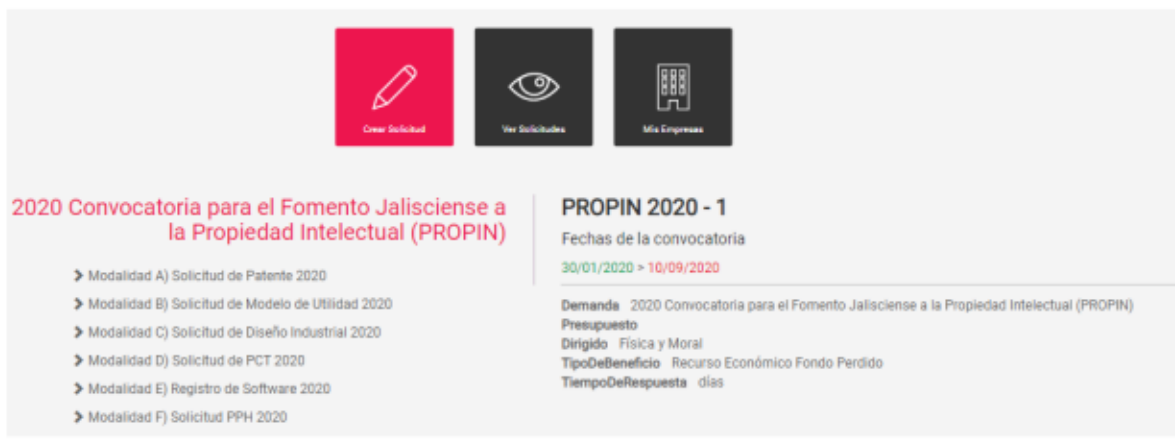 Crear Solicitud
Ver Solicitudes
Mis Empresas
2020 Convocatoria para el Fomento Jalisciense a
la Propiedad Intelectual (PROPIN)
Modalidad A) Solicitud de Patente 2020
Modalidad B) Solicitud de Modelo de Utilidad 2020
Modalidad C) Solicitud de Diseño Industrial 2020
Modalidad D) Solicitud de PCT 2020
Modalidad E) Registro de Software 2020
Modalidad F) Solicitud PPH 2020
PROPIN 2020 - 1
Fechas de la convocatoria
30/01/2020 > 10/09/2020
Demanda 2020 Convocatoria para el Fomento Jalisciense a la Propiedad Intelectual (PROPIN)
Presupuesto
Dirigido Física y Moral
TipoDeBeneficio Recurso Económico Fondo Perdido
TiempoDeRespuesta días